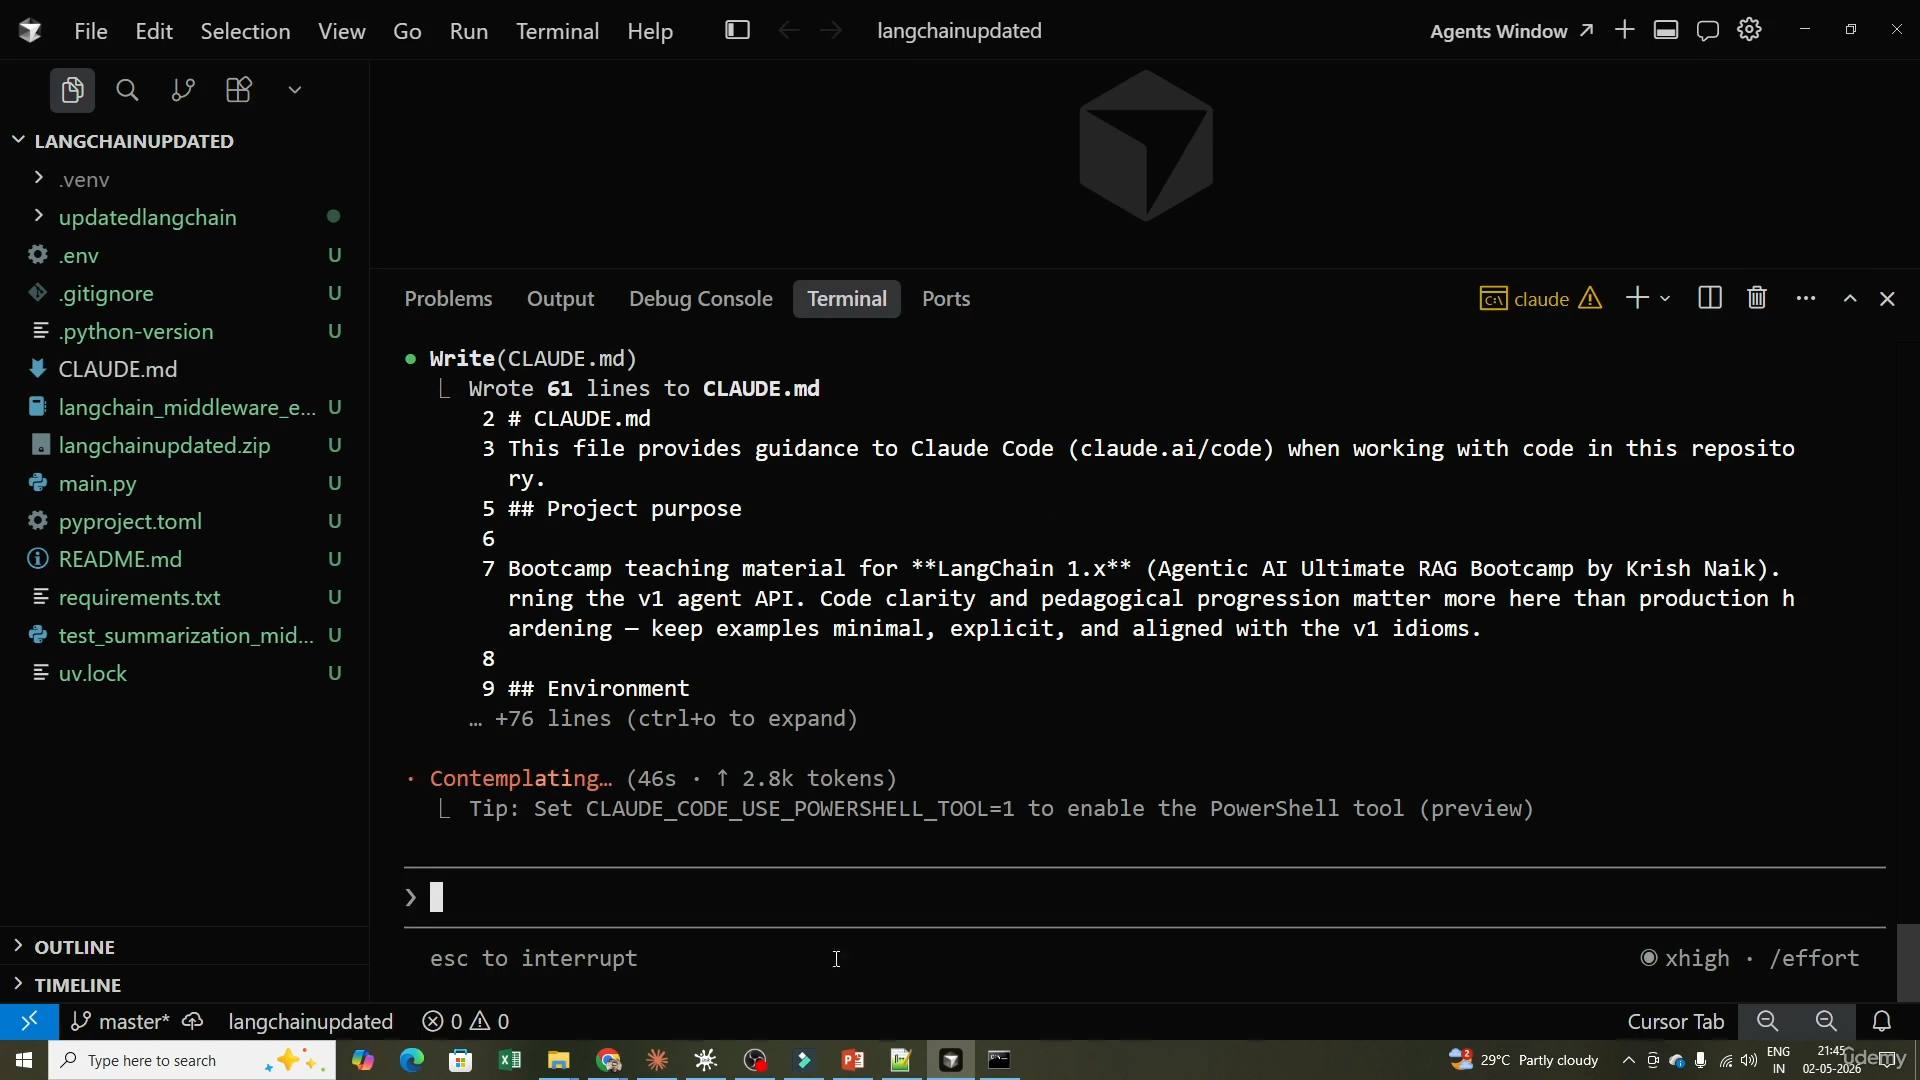 File Edit Selection View Go Run Terminal Help langchainupdated Agents Window ↗
LANGCHAINUPDATED
.venv
updatedlangchain
.env U
.gitignore U
.python-version U
CLAUDE.md
langchain_middleware_e... U
langchainupdated.zip U
main.py U
pyproject.toml U
README.md U
requirements.txt U
test_summarization_mid... U
uv.lock U
OUTLINE
TIMELINE
Problems Output Debug Console Terminal Ports claude
● Write(CLAUDE.md)
⎿ Wrote 61 lines to CLAUDE.md
2 # CLAUDE.md
3 This file provides guidance to Claude Code (claude.ai/code) when working with code in this reposito
ry.
5 ## Project purpose
6
7 Bootcamp teaching material for **LangChain 1.x** (Agentic AI Ultimate RAG Bootcamp by Krish Naik).
rning the v1 agent API. Code clarity and pedagogical progression matter more here than production h
ardening — keep examples minimal, explicit, and aligned with the v1 idioms.
8
9 ## Environment
… +76 lines (ctrl+o to expand)
· Contemplating… (46s · ↑ 2.8k tokens)
⎿ Tip: Set CLAUDE_CODE_USE_POWERSHELL_TOOL=1 to enable the PowerShell tool (preview)
❯
esc to interrupt ◉ xhigh · /effort
master* langchainupdated 0 0 Cursor Tab
Type here to search 2 29°C Partly cloudy ENG IN 21:45 02-05-2026
ûdemy